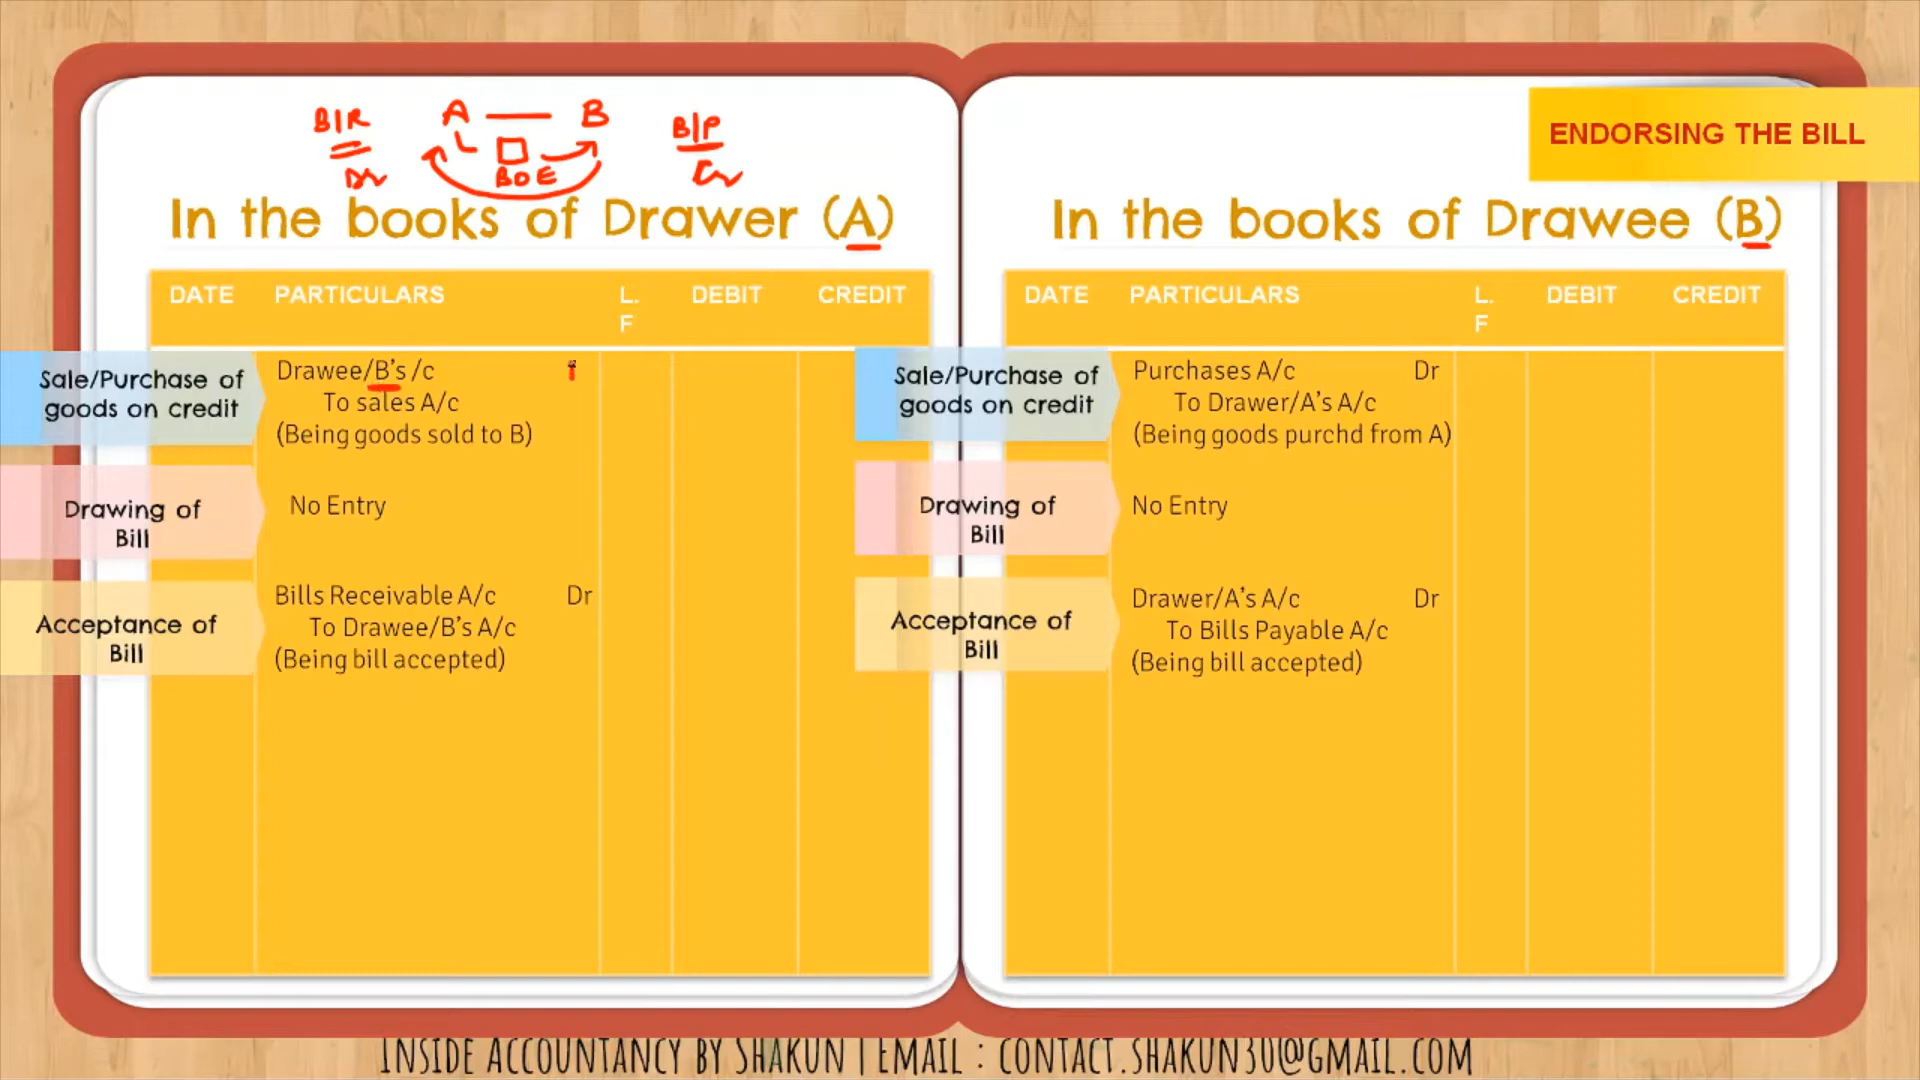 B/R A — B B/P
Dr BOE Cr
ENDORSING THE BILL
In the books of Drawer (A)
DATE PARTICULARS L. F DEBIT CREDIT
Sale/Purchase of
goods on credit
Drawee/B's /c
To sales A/c
(Being goods sold to B)
Drawing of
Bill
No Entry
Acceptance of
Bill
Bills Receivable A/c Dr
To Drawee/B's A/c
(Being bill accepted)
In the books of Drawee (B)
DATE PARTICULARS L. F DEBIT CREDIT
Sale/Purchase of
goods on credit
Purchases A/c Dr
To Drawer/A's A/c
(Being goods purchd from A)
Drawing of
Bill
No Entry
Acceptance of
Bill
Drawer/A's A/c Dr
To Bills Payable A/c
(Being bill accepted)
INSIDE ACCOUNTANCY BY SHAKUN | EMAIL : CONTACT.SHAKUN30@GMAIL.COM